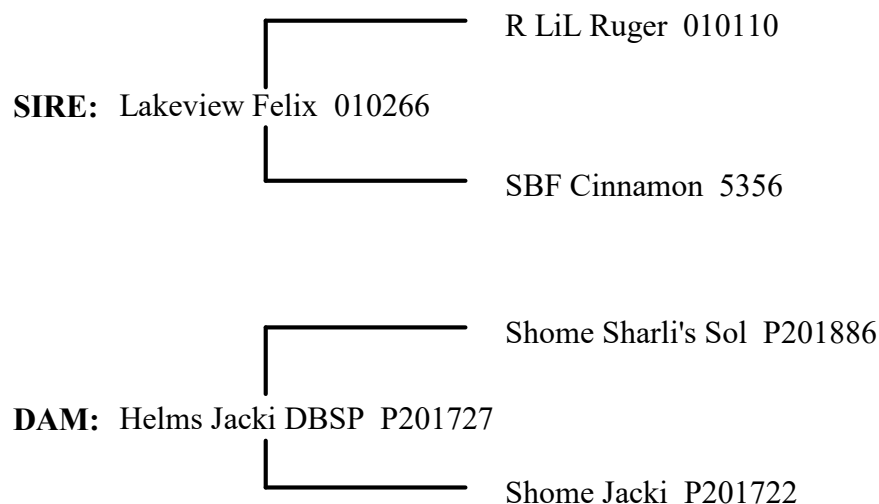 R LiL Ruger 010110
SIRE: Lakeview Felix 010266
SBF Cinnamon 5356
Shome Sharli's Sol P201886
DAM: Helms Jacki DBSP P201727
Shome Jacki P201722